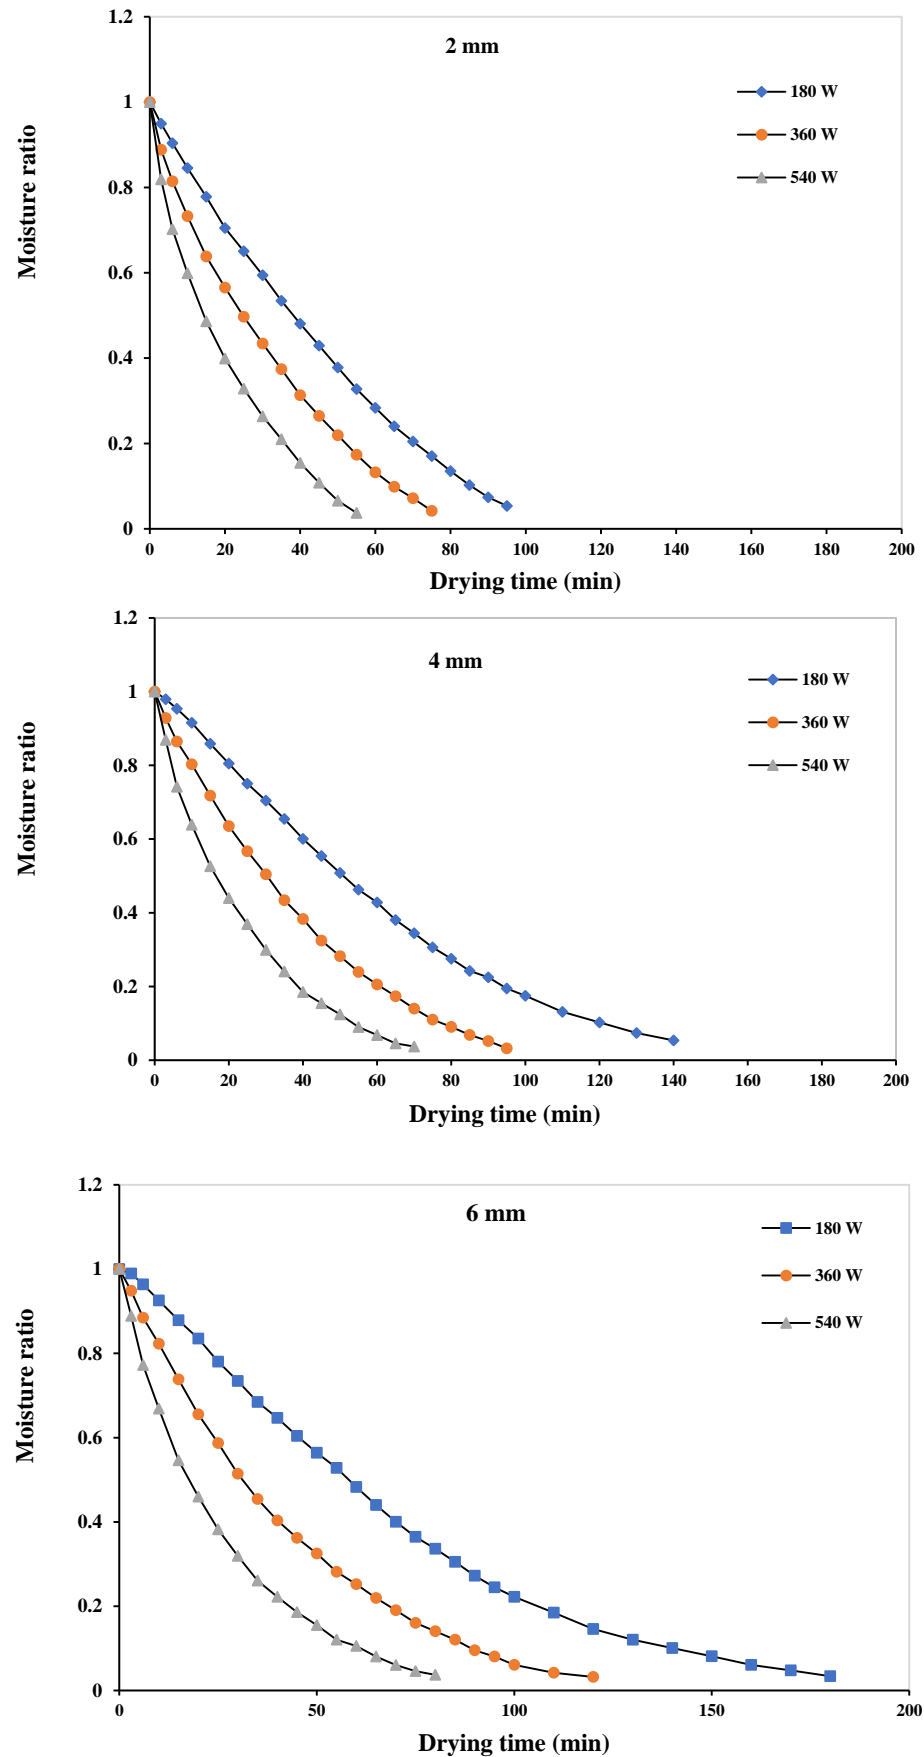 1.2
2 mm
180 W
1
360 W
540 W
0.8
Moisture ratio
0.6
0.4
0.2
0
0 20 40 60 80 100 120 140 160 180 200
Drying time (min)
1.2
4 mm
180 W
1
360 W
540 W
0.8
Moisture ratio
0.6
0.4
0.2
0
0 20 40 60 80 100 120 140 160 180 200
Drying time (min)
1.2
6 mm
180 W
1
360 W
540 W
0.8
Moisture ratio
0.6
0.4
0.2
0
0 50 100 150 200
Drying time (min)